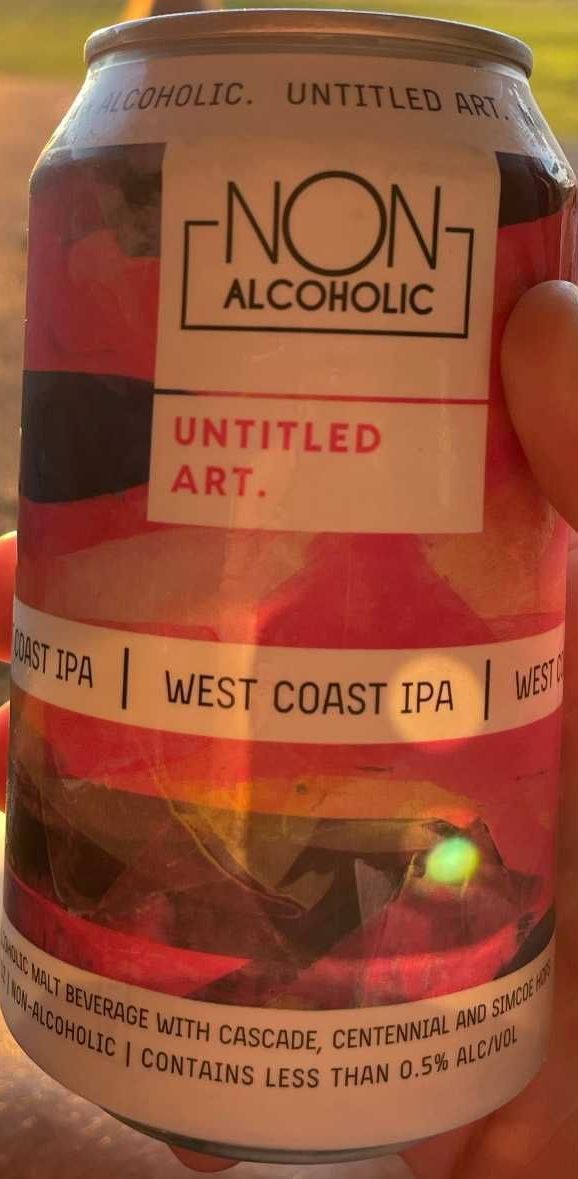 ALCOHOLIC. UNTITLED ART.
NON
ALCOHOLIC
UNTITLED
ART.
COAST IPA | WEST COAST IPA | WEST
MALT BEVERAGE WITH CASCADE, CENTENNIAL AND SIMCOE HOPS
NON-ALCOHOLIC | CONTAINS LESS THAN 0.5% ALC/VOL